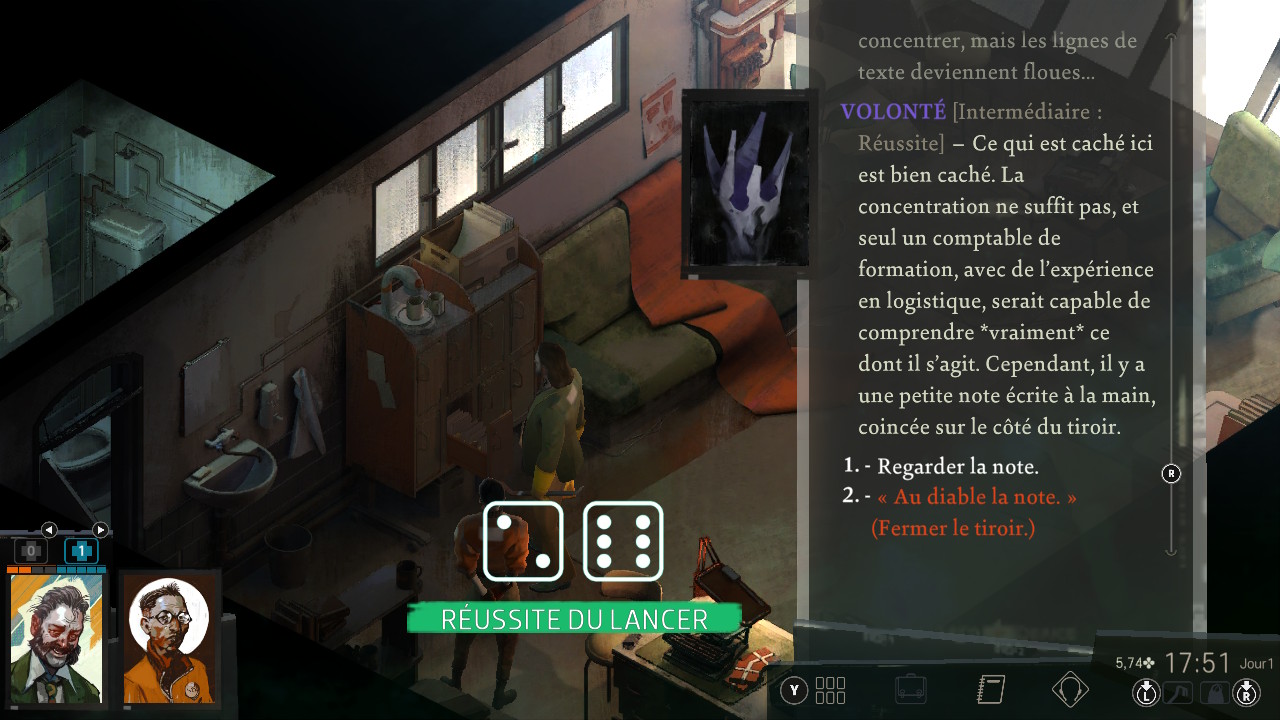 concentrer, mais les lignes de
texte deviennent floues...
VOLONTÉ [Intermédiaire :
Réussite] – Ce qui est caché ici
est bien caché. La
concentration ne suffit pas, et
seul un comptable de
formation, avec de l'expérience
en logistique, serait capable de
comprendre *vraiment* ce
dont il s'agit. Cependant, il y a
une petite note écrite à la main,
coincée sur le côté du tiroir.
1. - Regarder la note.
2. - « Au diable la note. »
(Fermer le tiroir.)
R
0
1
RÉUSSITE DU LANCER
5,74 17:51 Jour1
Y
L
R